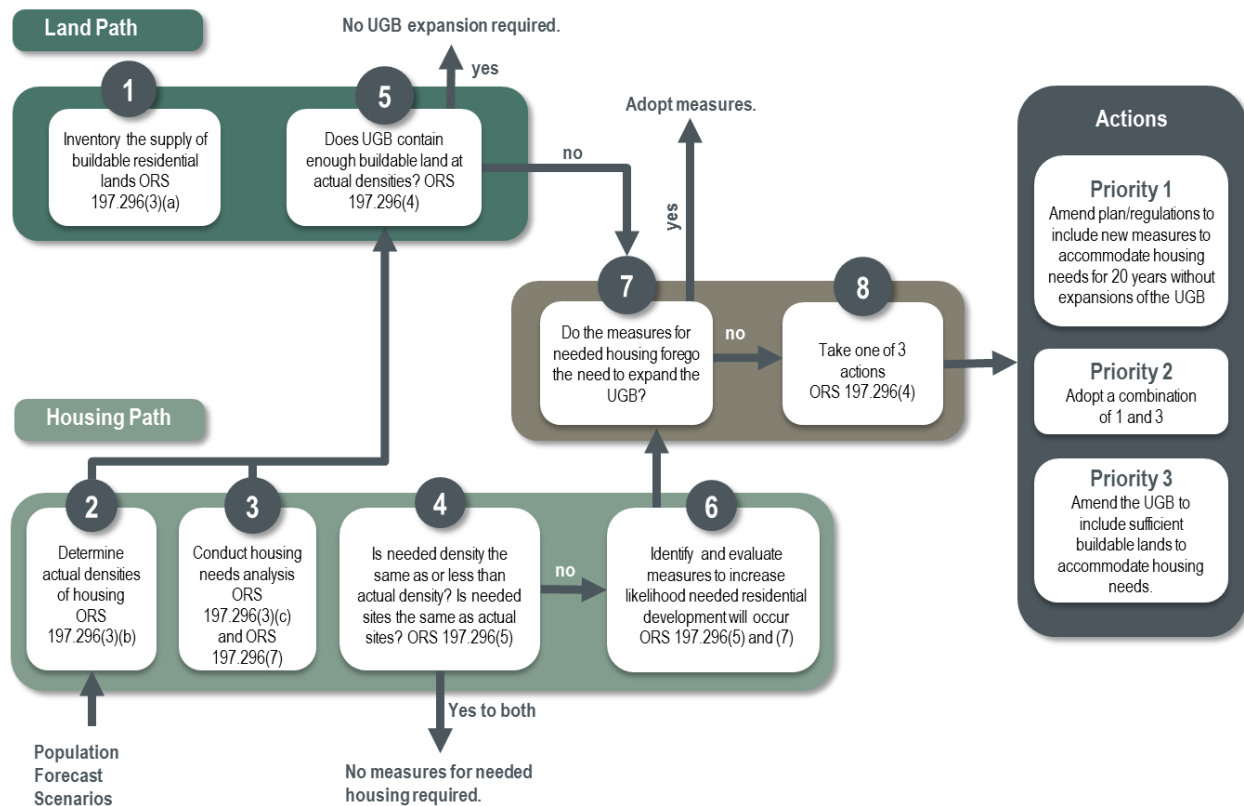 Land Path
No UGB expansion required.
yes
1
Inventory the supply of
buildable residential
lands ORS
197.296(3)(a)
5
Does UGB contain
enough buildable land at
actual densities? ORS
197.296(4)
no
Adopt measures.
yes
7
Do the measures for
needed housing forego
the need to expand the
UGB?
no
8
Take one of 3
actions
ORS 197.296(4)
Actions
Priority 1
Amend plan/regulations to
include new measures to
accommodate housing
needs for 20 years without
expansions of the UGB
Priority 2
Adopt a combination
of 1 and 3
Priority 3
Amend the UGB to
include sufficient
buildable lands to
accommodate housing
needs.
Housing Path
2
Determine
actual densities
of housing
ORS
197.296(3)(b)
3
Conduct housing
needs analysis
ORS
197.296(3)(c)
and ORS
197.296(7)
4
Is needed density the
same as or less than
actual density? Is needed
sites the same as actual
sites? ORS 197.296(5)
no
6
Identify and evaluate
measures to increase
likelihood needed residential
development will occur
ORS 197.296(5) and (7)
Yes to both
No measures for needed
housing required.
Population
Forecast
Scenarios